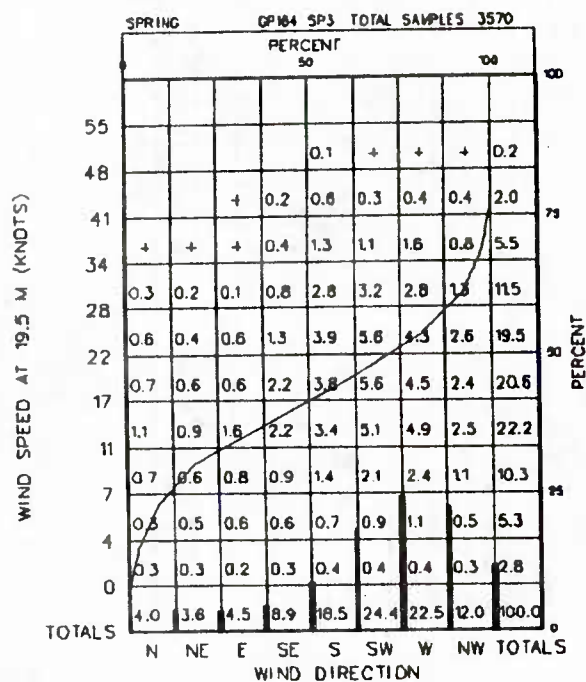 SPRING GP164 SP3 TOTAL SAMPLES 3570
PERCENT
50 100
100
55
0.1 + + + 0.2
48
+ 0.2 0.6 0.3 0.4 0.4 2.0
41
75
+ + + 0.4 1.3 1.1 1.6 0.8 5.5
34
0.3 0.2 0.1 0.8 2.8 3.2 2.8 1.3 11.5
28
0.6 0.4 0.6 1.3 3.9 5.6 4.3 2.6 19.5
22
50
0.7 0.6 0.6 2.2 3.8 5.6 4.5 2.4 20.6
17
1.1 0.9 1.6 2.2 3.4 5.1 4.9 2.5 22.2
11
0.7 0.6 0.8 0.9 1.4 2.1 2.4 1.1 10.3
7
25
0.5 0.6 0.6 0.7 0.9 1.1 0.5 5.3
4
0.3 0.3 0.2 0.3 0.4 0.4 0.4 0.3 2.8
0
4.0 3.6 4.5 8.9 18.5 24.4 22.5 12.0 100.0
TOTALS
0
N NE E SE S SW W NW TOTALS
WIND DIRECTION
WIND SPEED AT 19.5 M (KNOTS)
PERCENT